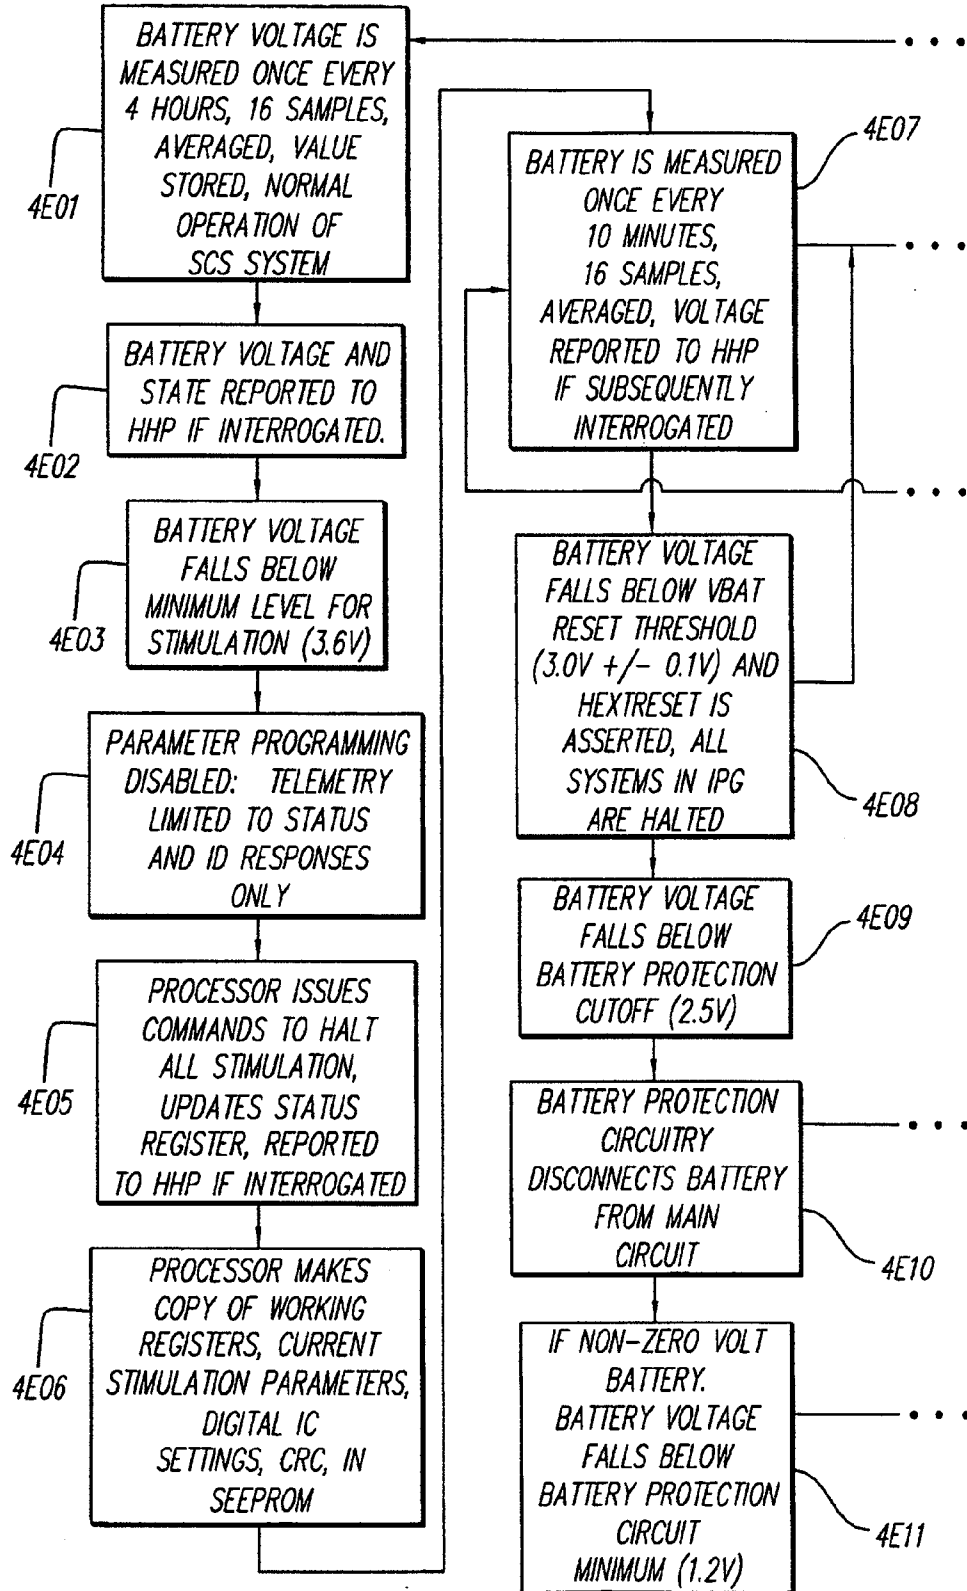 BATTERY VOLTAGE IS
MEASURED ONCE EVERY
4 HOURS, 16 SAMPLES,
AVERAGED, VALUE
STORED, NORMAL
OPERATION OF
SCS SYSTEM
4E01
BATTERY VOLTAGE AND
STATE REPORTED TO
HHP IF INTERROGATED.
4E02
BATTERY VOLTAGE
FALLS BELOW
MINIMUM LEVEL FOR
STIMULATION (3.6V)
4E03
PARAMETER PROGRAMMING
DISABLED: TELEMETRY
LIMITED TO STATUS
AND ID RESPONSES
ONLY
4E04
PROCESSOR ISSUES
COMMANDS TO HALT
ALL STIMULATION,
UPDATES STATUS
REGISTER, REPORTED
TO HHP IF INTERROGATED
4E05
PROCESSOR MAKES
COPY OF WORKING
REGISTERS, CURRENT
STIMULATION PARAMETERS,
DIGITAL IC
SETTINGS, CRC, IN
SEEPROM
4E06
BATTERY IS MEASURED
ONCE EVERY
10 MINUTES,
16 SAMPLES,
AVERAGED, VOLTAGE
REPORTED TO HHP
IF SUBSEQUENTLY
INTERROGATED
4E07
BATTERY VOLTAGE
FALLS BELOW VBAT
RESET THRESHOLD
(3.0V +/- 0.1V) AND
HEXTRESET IS
ASSERTED, ALL
SYSTEMS IN IPG
ARE HALTED
4E08
BATTERY VOLTAGE
FALLS BELOW
BATTERY PROTECTION
CUTOFF (2.5V)
4E09
BATTERY PROTECTION
CIRCUITRY
DISCONNECTS BATTERY
FROM MAIN
CIRCUIT
4E10
IF NON-ZERO VOLT
BATTERY.
BATTERY VOLTAGE
FALLS BELOW
BATTERY PROTECTION
CIRCUIT
MINIMUM (1.2V)
4E11